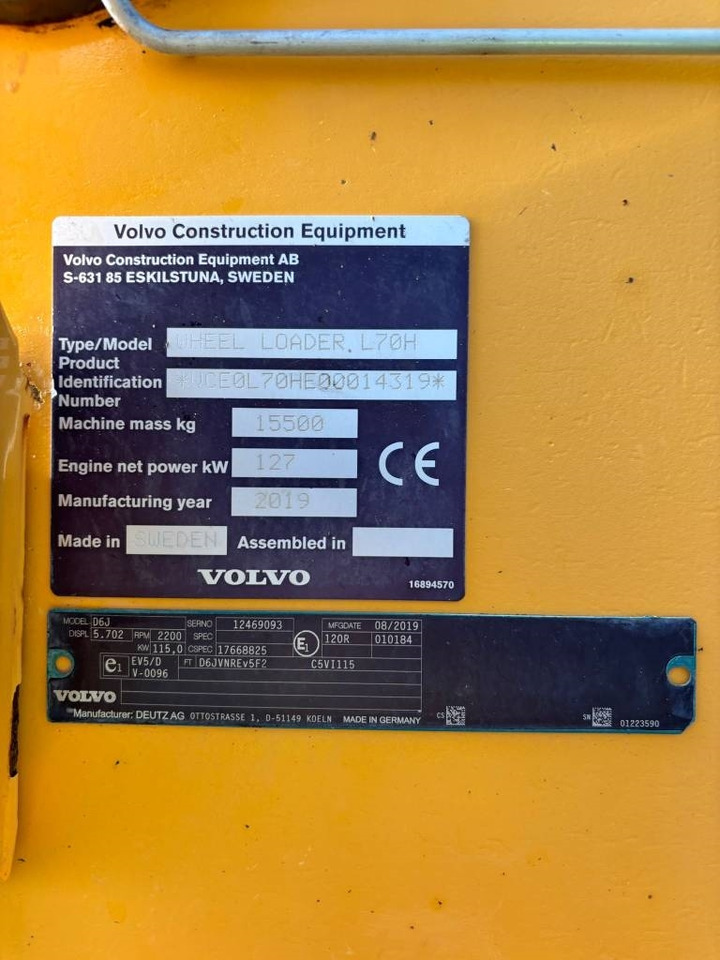 Volvo Construction Equipment
Volvo Construction Equipment AB
S-631 85 ESKILSTUNA, SWEDEN
Type/Model WHEEL LOADER L70H
Product
Identification *VCE0L70HE00014319*
Number
Machine mass kg 15500
Engine net power kW 127
CE
Manufacturing year 2019
Made in SWEDEN Assembled in
VOLVO
16894570
MODEL D6J SERNO 12469093 MFGDATE 08/2019
DISPL 5.702 RPM 2200 SPEC E1 120R 010184
KW 115,0 CSPEC 17668825
e1 EV5/D FT D6JVNREv5F2 C5VI115
V-0096
VOLVO
Manufacturer: DEUTZ AG OTTOSTRASSE 1, D-51149 KOELN MADE IN GERMANY CS SN 01223590